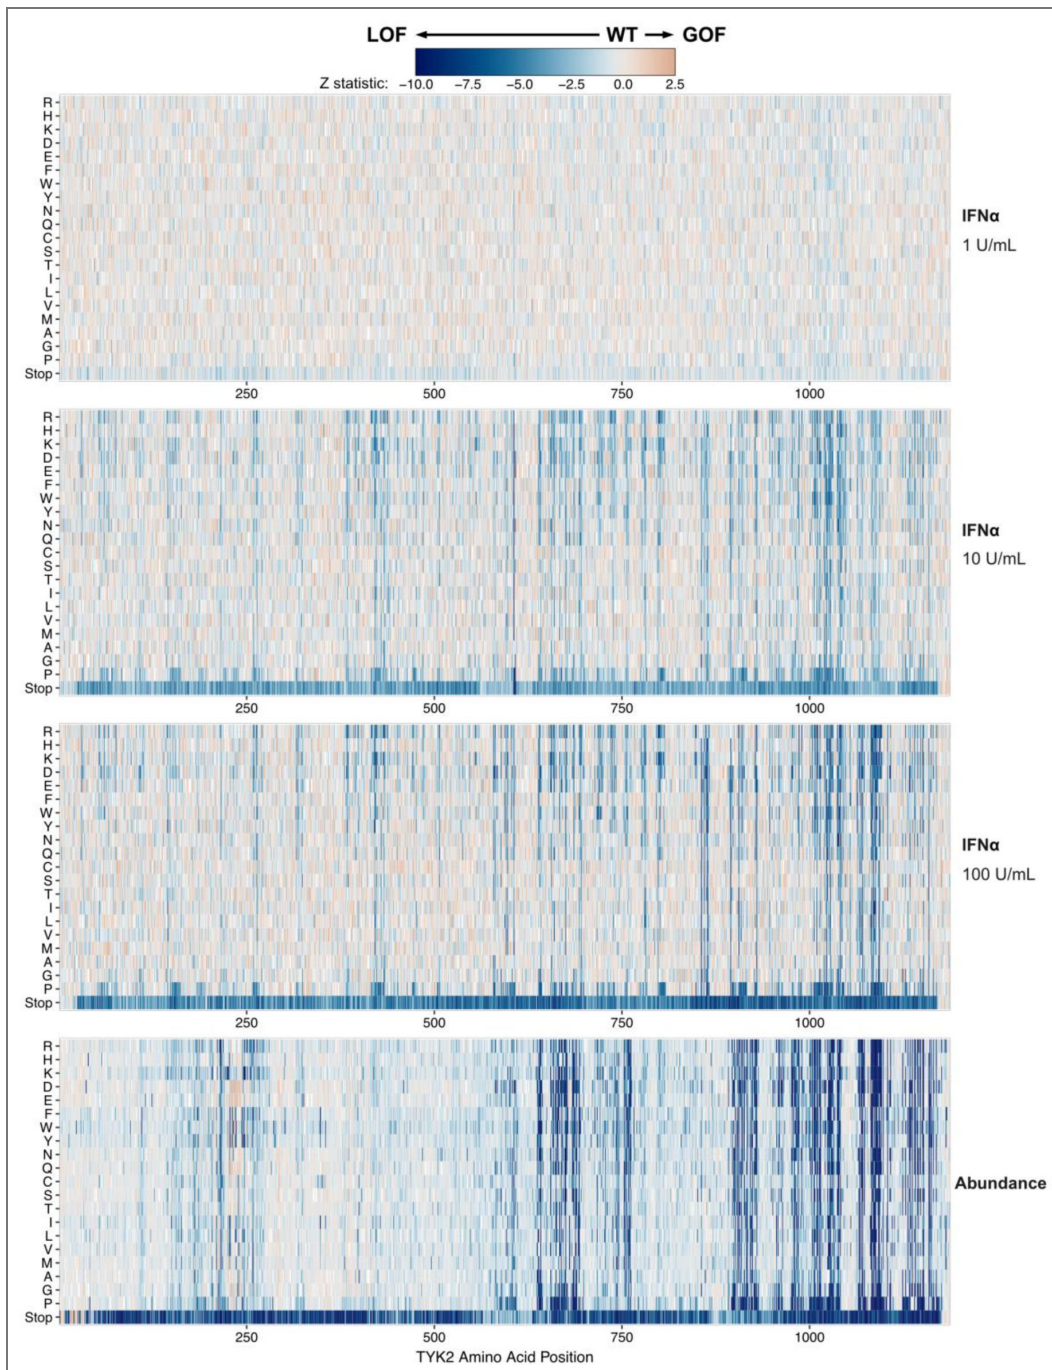 LOF WT GOF
Z statistic: −10.0 −7.5 −5.0 −2.5 0.0 2.5
R
H
K
D
E
F
W
Y
N
Q
C
S
T
I
L
V
M
A
G
P
Stop
250 500 750 1000
IFNα
1 U/mL
R
H
K
D
E
F
W
Y
N
Q
C
S
T
I
L
V
M
A
G
P
Stop
250 500 750 1000
IFNα
10 U/mL
R
H
K
D
E
F
W
Y
N
Q
C
S
T
I
L
V
M
A
G
P
Stop
250 500 750 1000
IFNα
100 U/mL
R
H
K
D
E
F
W
Y
N
Q
C
S
T
I
L
V
M
A
G
P
Stop
250 500 750 1000
Abundance
TYK2 Amino Acid Position